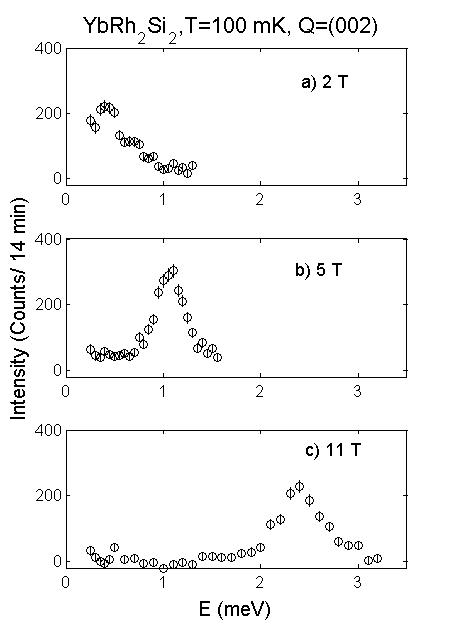 YbRh2Si2,T=100 mK, Q=(002)
400
a) 2 T
200
0
0 1 2 3
400
b) 5 T
200
0
0 1 2 3
400
c) 11 T
200
0
0 1 2 3
E (meV)
Intensity (Counts/ 14 min)